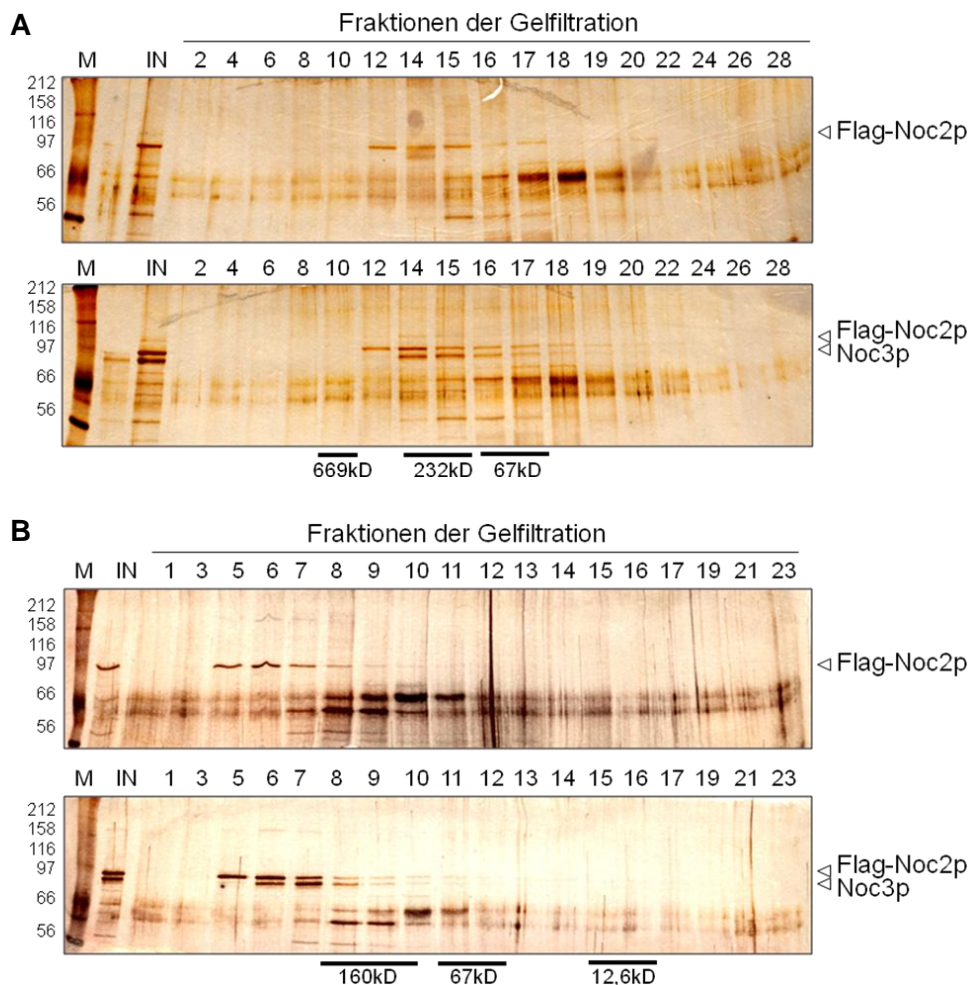 A
Fraktionen der Gelfiltration
M IN 2 4 6 8 10 12 14 15 16 17 18 19 20 22 24 26 28
212
158
116
97
66
56
Flag-Noc2p
M IN 2 4 6 8 10 12 14 15 16 17 18 19 20 22 24 26 28
212
158
116
97
66
56
Flag-Noc2p
Noc3p
669kD 232kD 67kD
B
Fraktionen der Gelfiltration
M IN 1 3 5 6 7 8 9 10 11 12 13 14 15 16 17 19 21 23
212
158
116
97
66
56
Flag-Noc2p
M IN 1 3 5 6 7 8 9 10 11 12 13 14 15 16 17 19 21 23
212
158
116
97
66
56
Flag-Noc2p
Noc3p
160kD 67kD 12,6kD